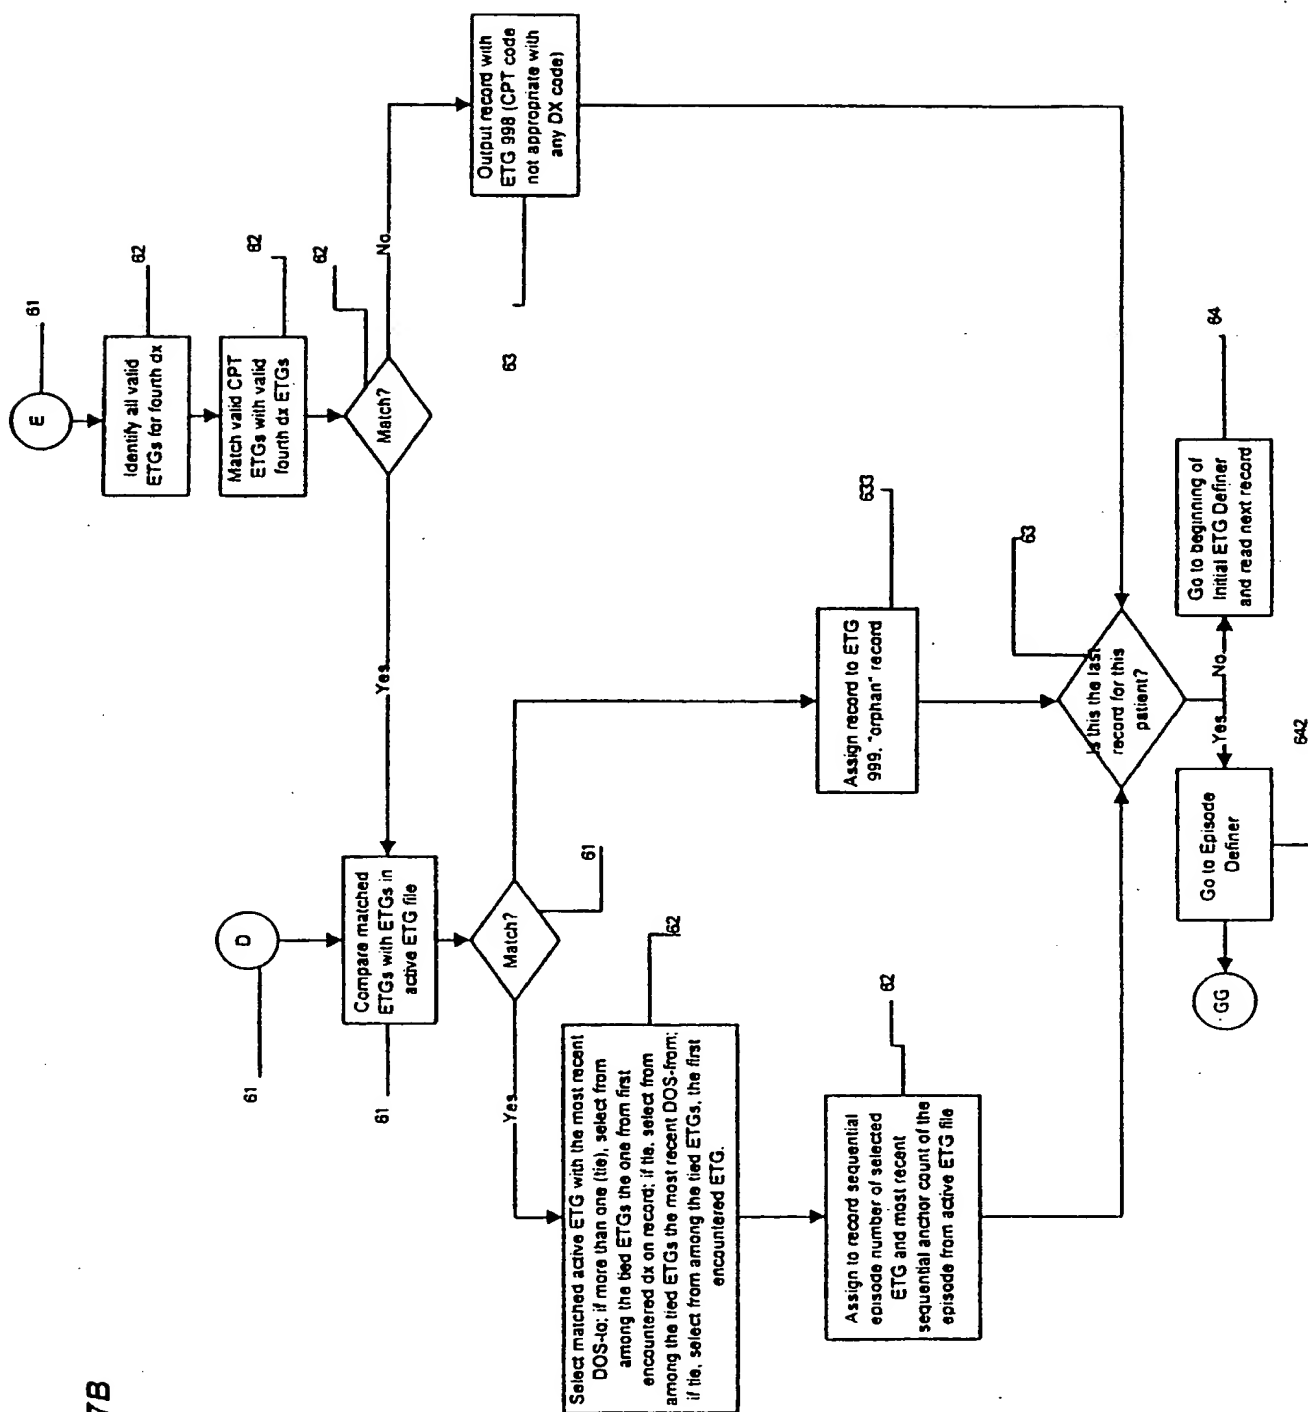 61
E
Identify all valid
ETGs for fourth dx
62
Match valid CPT
ETGs with valid
fourth dx ETGs
62
62
Match?
No
Output record with
ETG 998 (CPT code
not appropriate with
any DX code)
63
Yes
61
D
Compare matched
ETGs with ETGs in
active ETG file
61
Match?
61
Yes
Select matched active ETG with the most recent
DOS-to; if more than one (tie), select from
among the tied ETGs the one from first
encountered dx on record; if tie, select from
among the tied ETGs the most recent DOS-from;
if tie, select from among the tied ETGs, the first
encountered ETG.
62
Assign to record sequential
episode number of selected
ETG and most recent
sequential anchor count of the
episode from active ETG file
62
Assign record to ETG
999, "orphan" record
633
Is this the last
record for this
patient?
63
No
Go to beginning of
Initial ETG Definer
and read next record
64
Yes
Go to Episode
Definer
642
GG
7B